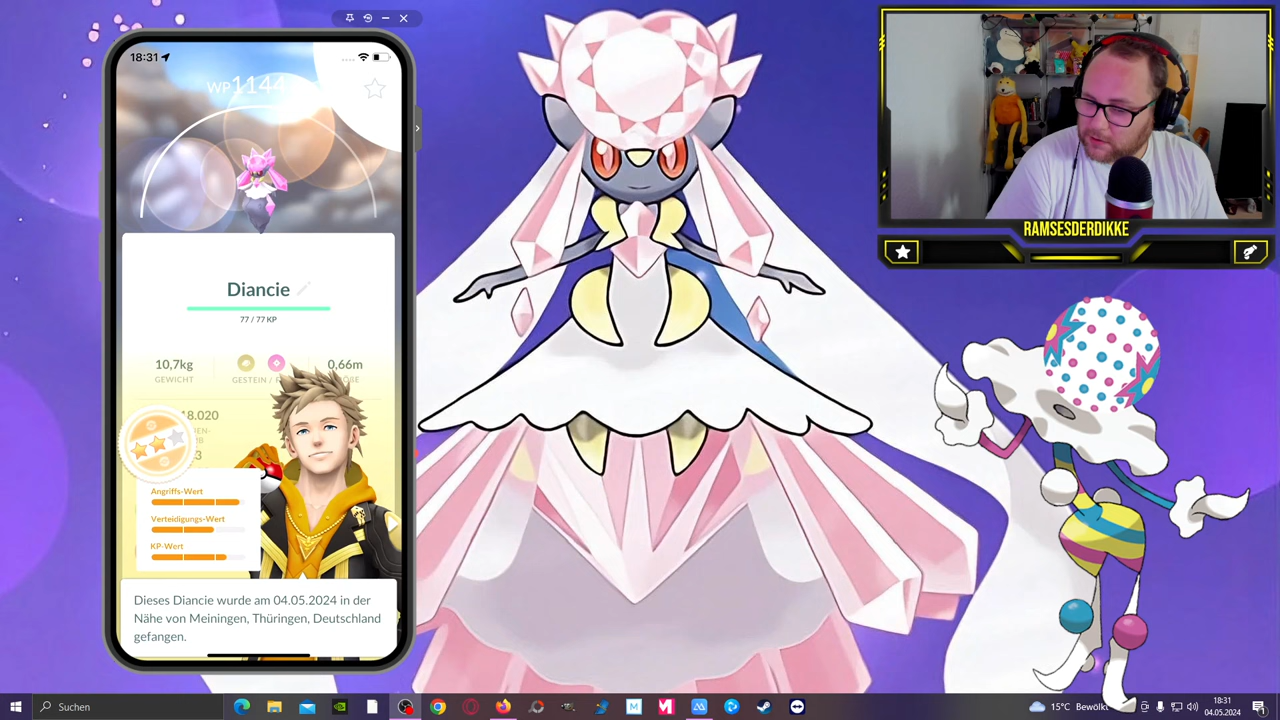 18:31
WP1144
Diancie
77 / 77 KP
10,7kg
0,66m
GEWICHT
GESTEIN /
18.020
Angriffs-Wert
Verteidigungs-Wert
KP-Wert
Dieses Diancie wurde am 04.05.2024 in der
Nähe von Meiningen, Thüringen, Deutschland
gefangen.
RAMSESDERDIKKE
Suchen
15°C Bewölkt
18:31
04.05.2024